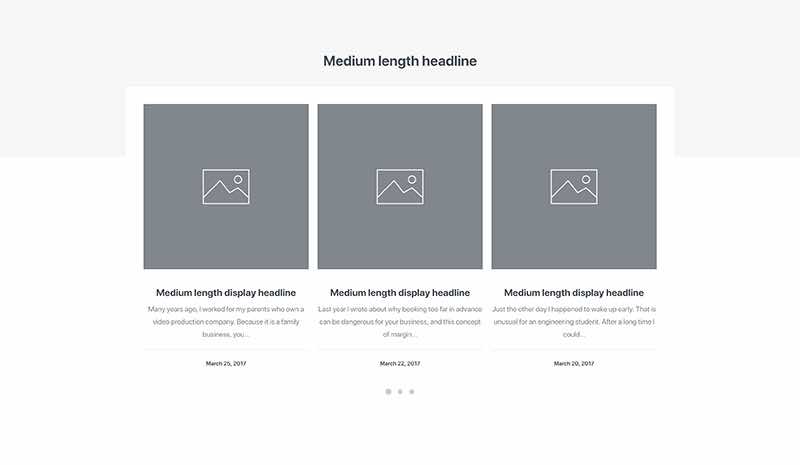 Medium length headline
Medium length display headline
Many years ago, I worked for my parents who own a
video production company. Because it is a family
business, you...
March 25, 2017
Medium length display headline
Last year I wrote about why booking too far in advance
can be dangerous for your business, and this concept
of margin...
March 22, 2017
Medium length display headline
Just the other day I happened to wake up early. That is
unusual for an engineering student. After a long time I
could...
March 20, 2017